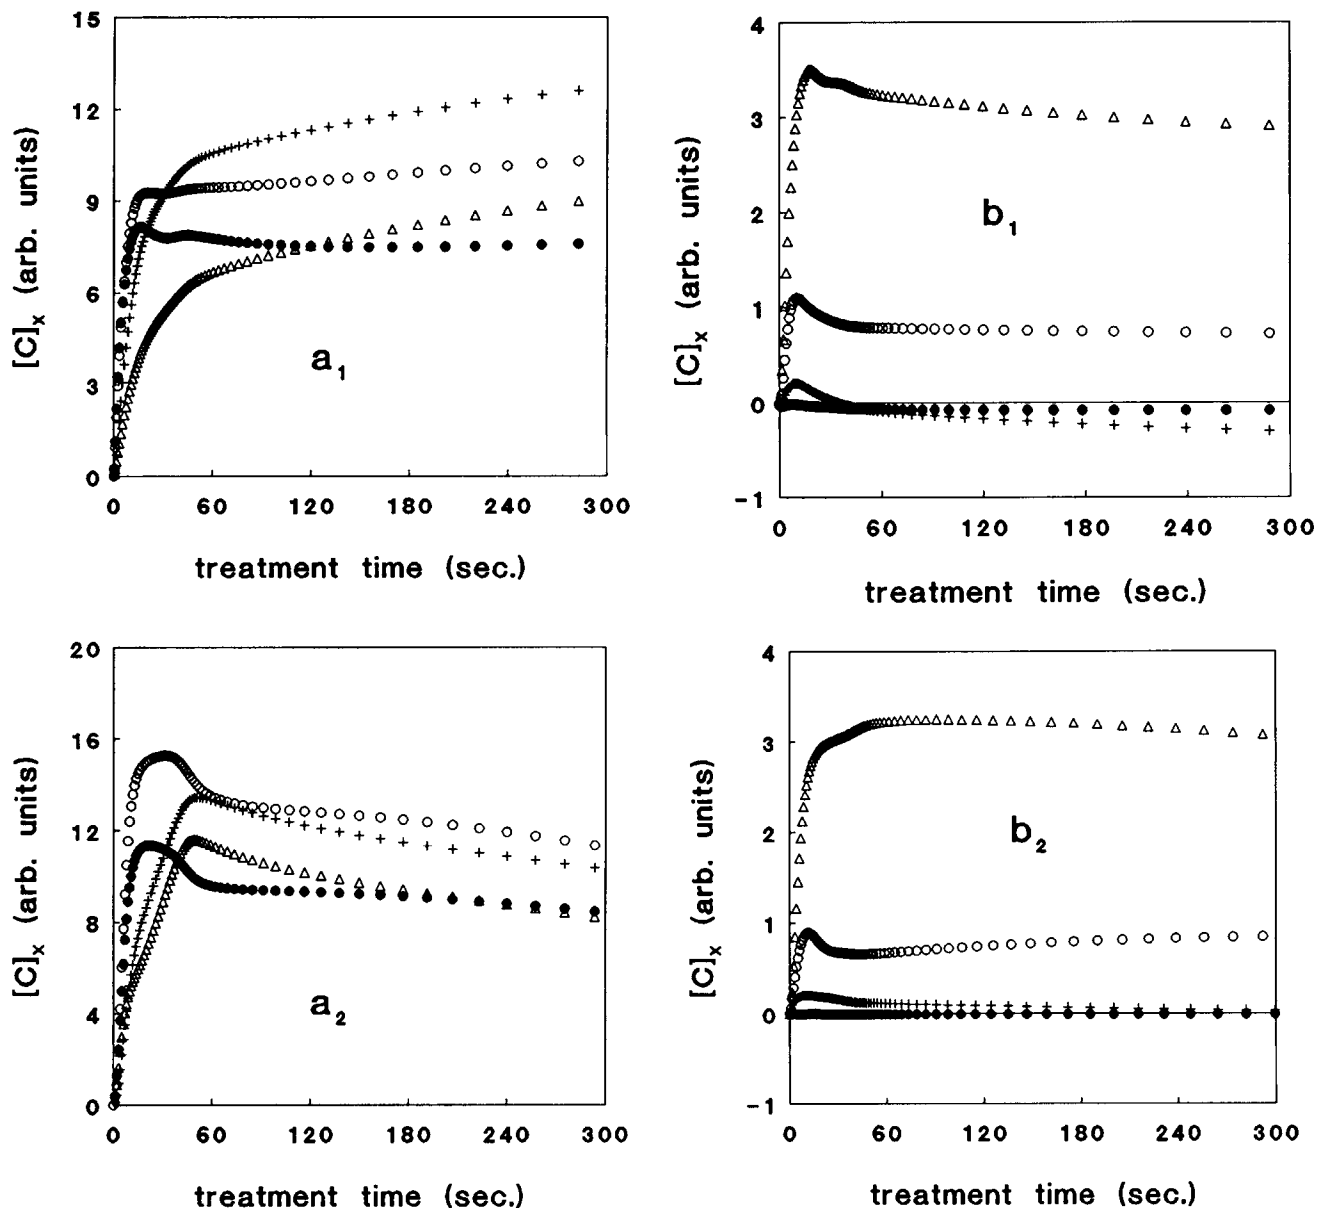 15
12
9
6
3
0
[C]x (arb. units)
a1
0 60 120 180 240 300
treatment time (sec.)
4
3
2
1
0
-1
[C]x (arb. units)
b1
0 60 120 180 240 300
treatment time (sec.)
20
16
12
8
4
0
[C]x (arb. units)
a2
0 60 120 180 240 300
treatment time (sec.)
4
3
2
1
0
-1
[C]x (arb. units)
b2
0 60 120 180 240 300
treatment time (sec.)